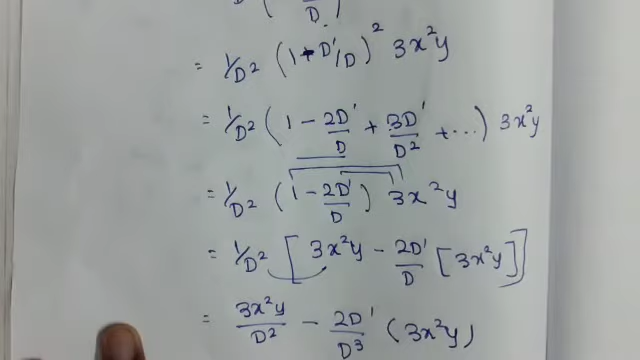 D ( D )
= 1/D² (1 + D'/D)² 3x²y
= 1/D² (1 - 2D'/D + 3D'/D² + ...) 3x²y
= 1/D² (1 - 2D'/D) 3x²y
= 1/D² [3x²y - 2D'/D [3x²y]]
= 3x²y/D² - 2D'/D³ (3x²y)